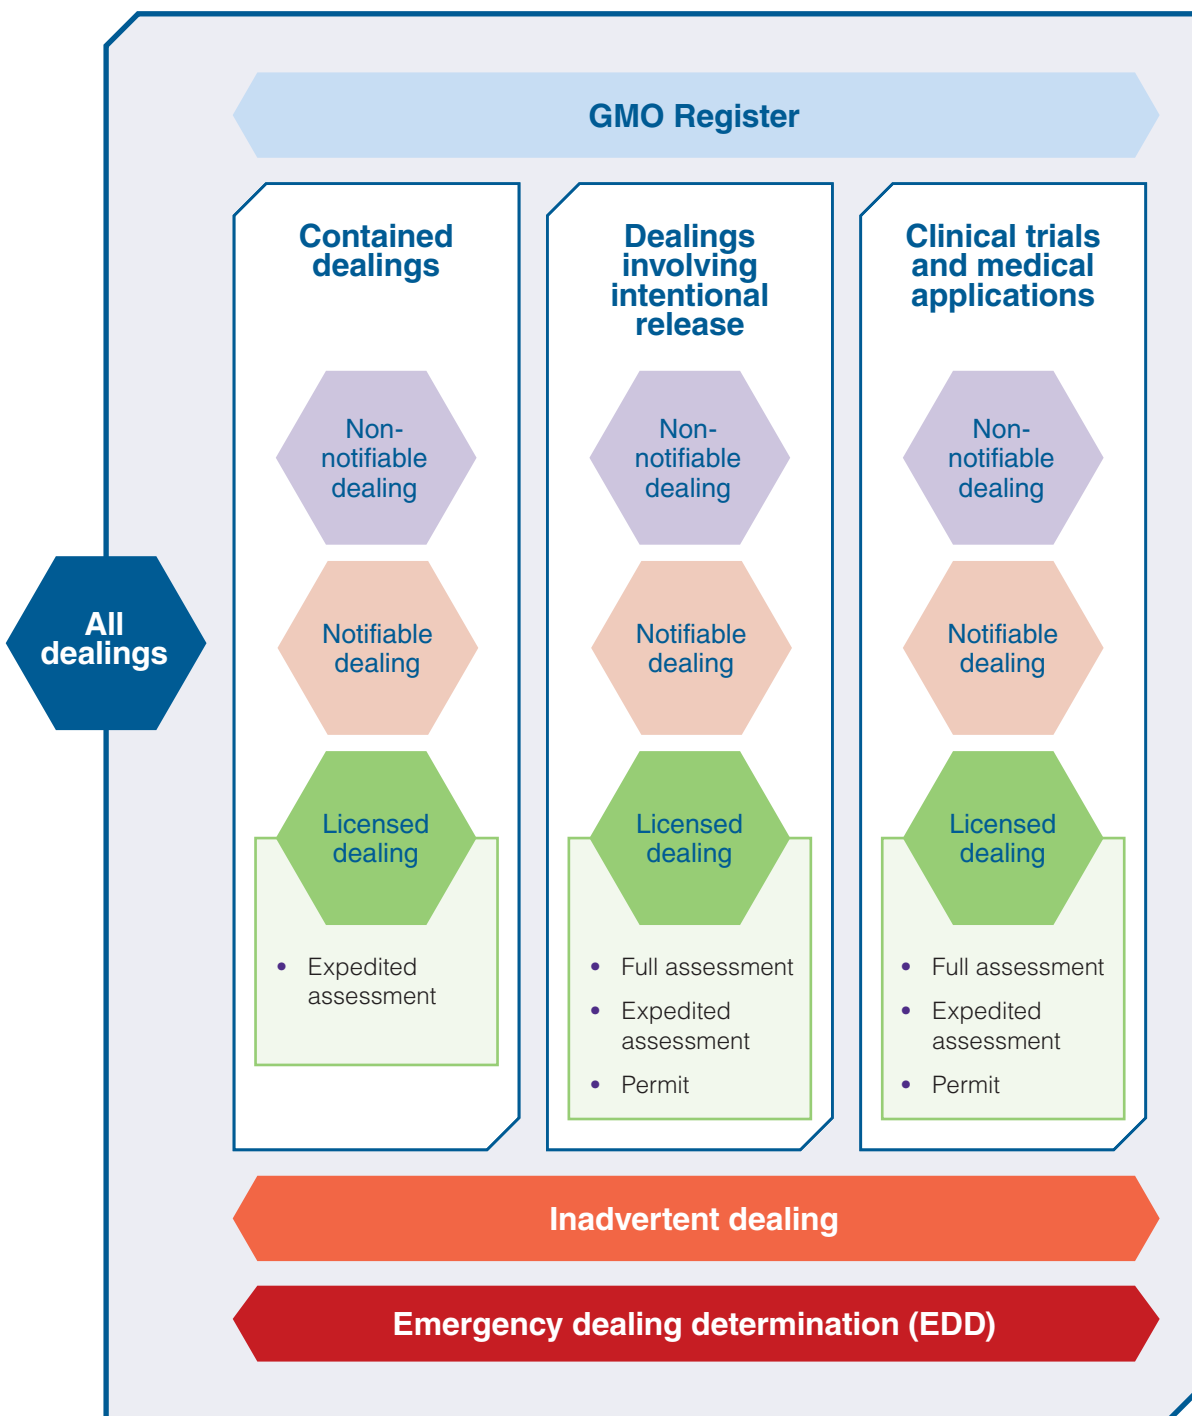 GMO Register
Contained
dealings
Non-
notifiable
dealing
Notifiable
dealing
Licensed
dealing
• Expedited
assessment
Dealings
involving
intentional
release
Non-
notifiable
dealing
Notifiable
dealing
Licensed
dealing
• Full assessment
• Expedited
assessment
• Permit
Clinical trials
and medical
applications
Non-
notifiable
dealing
Notifiable
dealing
Licensed
dealing
• Full assessment
• Expedited
assessment
• Permit
All
dealings
Inadvertent dealing
Emergency dealing determination (EDD)